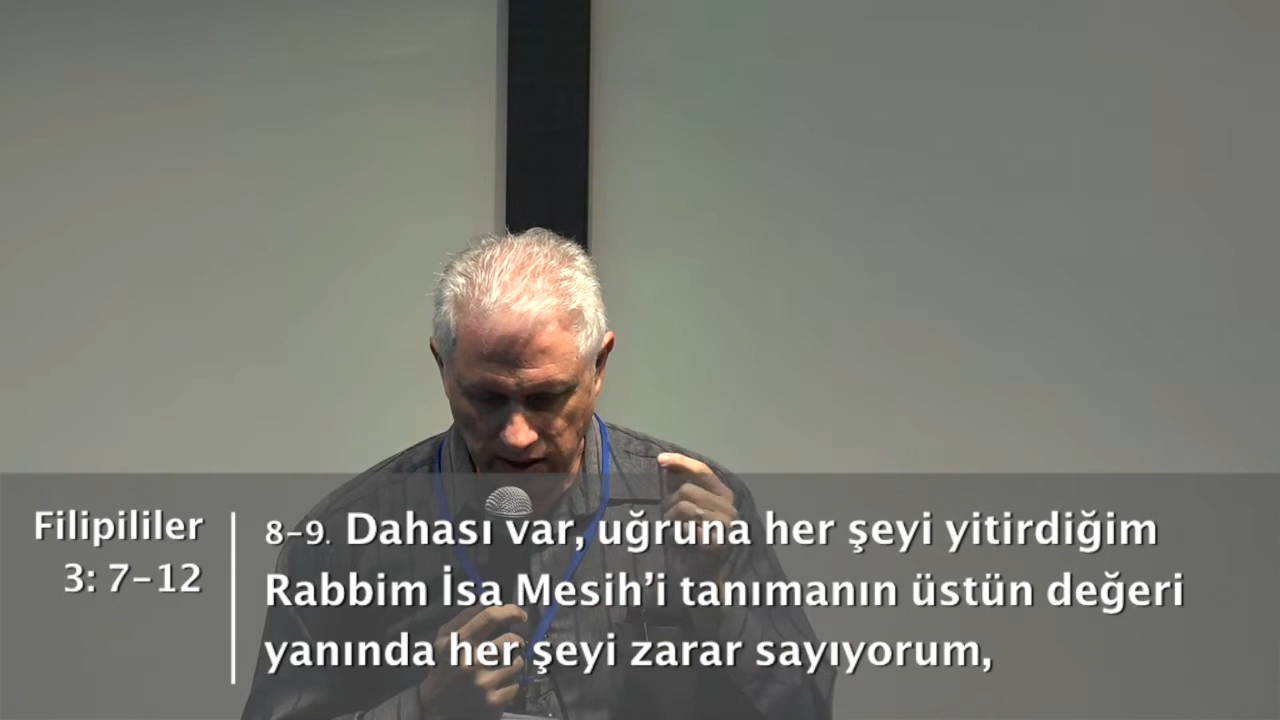 Filipililer
3: 7–12
8–9. Dahası var, uğruna her şeyi yitirdiğim
Rabbim İsa Mesih’i tanımanın üstün değeri
yanında her şeyi zarar sayıyorum,